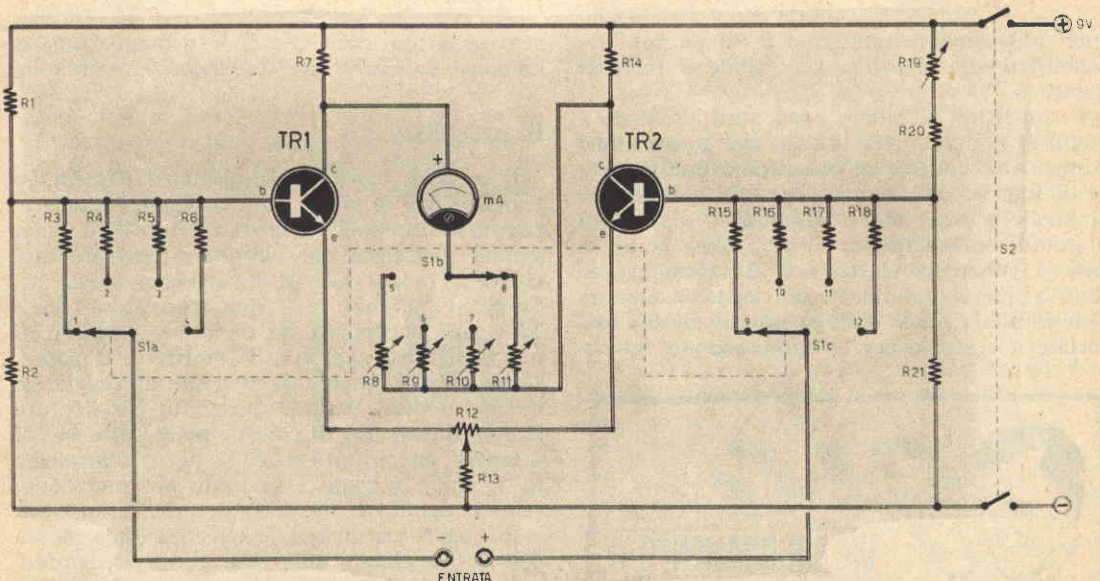 9V
R7
R14
R19
R1
R20
TR1
TR2
c
c
+
b
mA
b
R3
R4
R5
R6
R15
R16
R17
R18
e
e
S1b
S2
2
3
5
8
10
11
1
6
7
9
12
S1a
S1c
R2
R8
R9
R10
R11
R21
R12
R13
+
ENTRATA